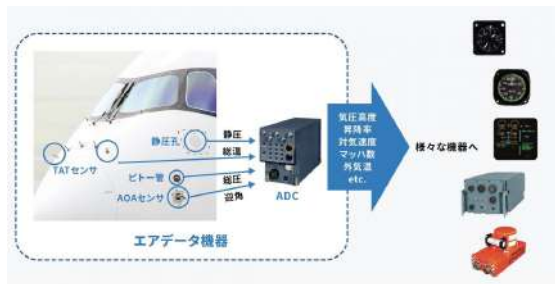 静圧孔
TATセンサ
ピトー管
AOAセンサ
静圧
総温
総圧
迎角
ADC
エアデータ機器
気圧高度
昇降率
対気速度
マッハ数
外気温
etc.
様々な機器へ